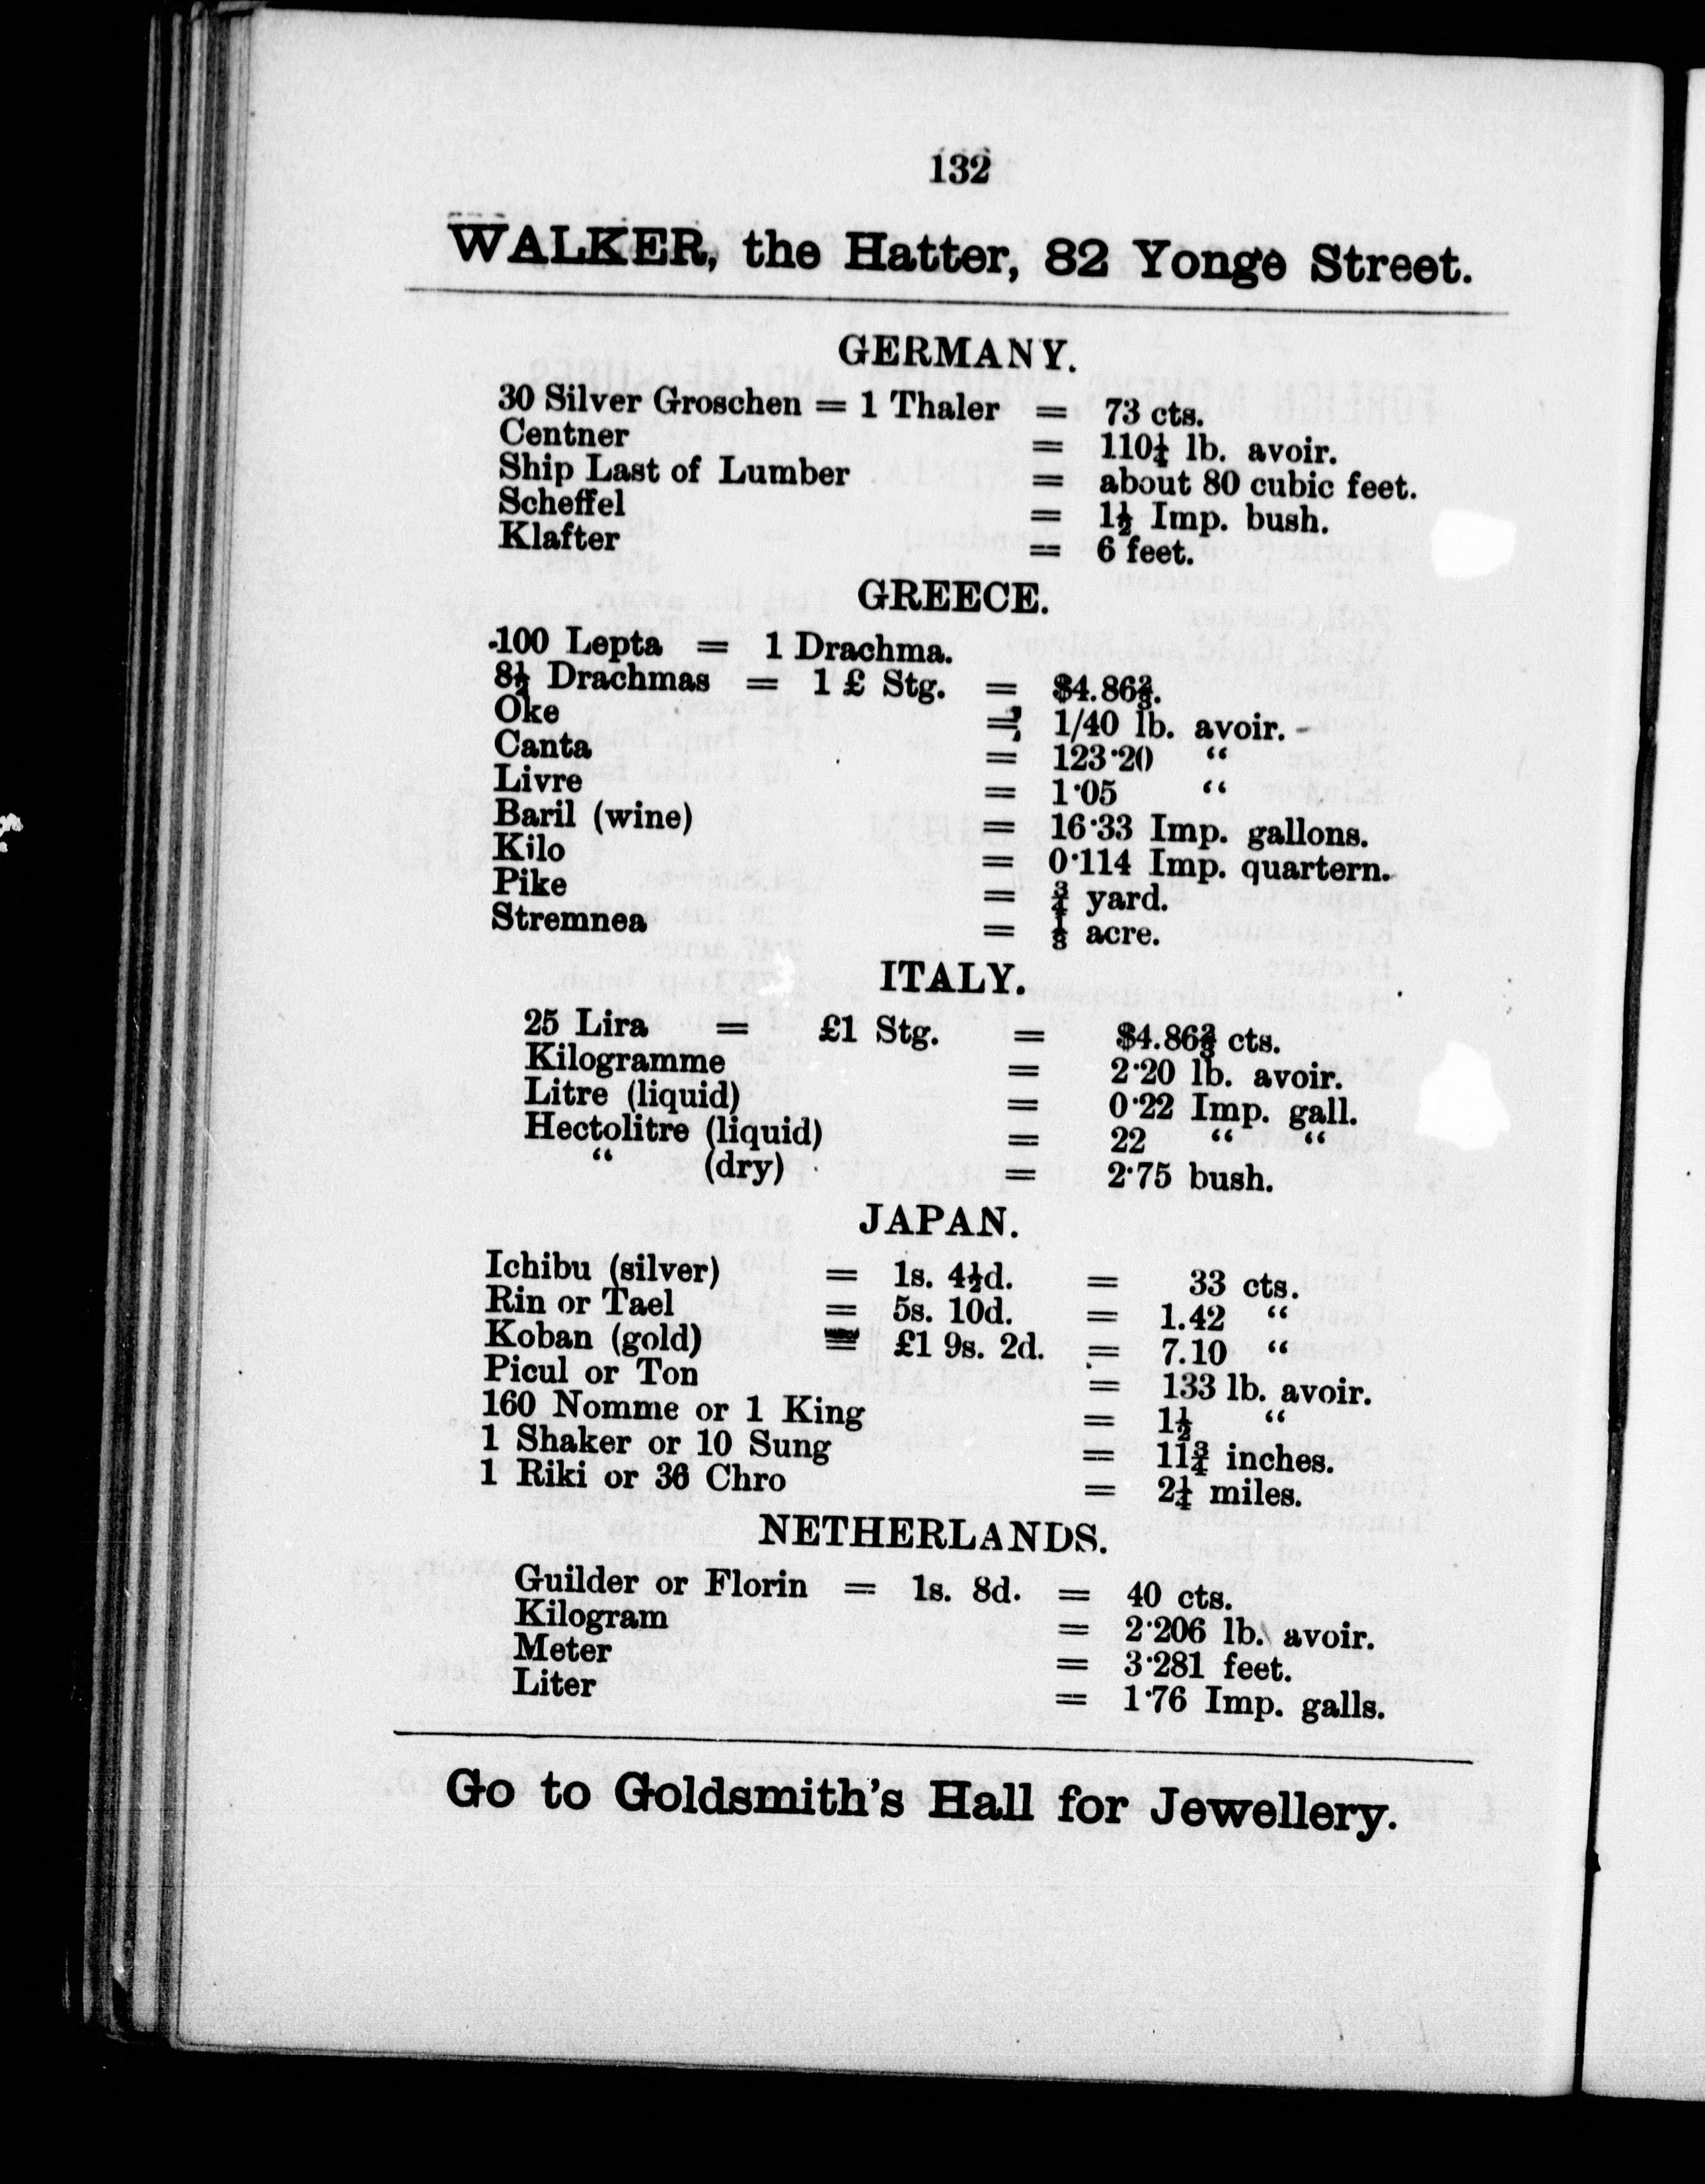 132
WALKER, the Hatter, 82 Yonge Street.
GERMANY.
30 Silver Groschen = 1 Thaler = 73 cts.
Centner = 110¼ lb. avoir.
Ship Last of Lumber = about 80 cubic feet.
Scheffel = 1½ Imp. bush.
Klafter = 6 feet.
GREECE.
100 Lepta = 1 Drachma.
8½ Drachmas = 1 £ Stg. = $4.86⅔.
Oke = 1/40 lb. avoir.
Canta = 123·20 “
Livre = 1·05 “
Baril (wine) = 16·33 Imp. gallons.
Kilo = 0·114 Imp. quartern.
Pike = ¾ yard.
Stremnea = ⅓ acre.
ITALY.
25 Lira = £1 Stg. = $4.86⅔ cts.
Kilogramme = 2·20 lb. avoir.
Litre (liquid) = 0·22 Imp. gall.
Hectolitre (liquid) = 22 “ “
“ (dry) = 2·75 bush.
JAPAN.
Ichibu (silver) = 1s. 4½d. = 33 cts.
Rin or Tael = 5s. 10d. = 1.42 “
Koban (gold) = £1 9s. 2d. = 7.10 “
Picul or Ton = 133 lb. avoir.
160 Nomme or 1 King = 1½ “
1 Shaker or 10 Sung = 11¾ inches.
1 Riki or 36 Chro = 2¼ miles.
NETHERLANDS.
Guilder or Florin = 1s. 8d. = 40 cts.
Kilogram = 2·206 lb. avoir.
Meter = 3·281 feet.
Liter = 1·76 Imp. galls.
Go to Goldsmith's Hall for Jewellery.